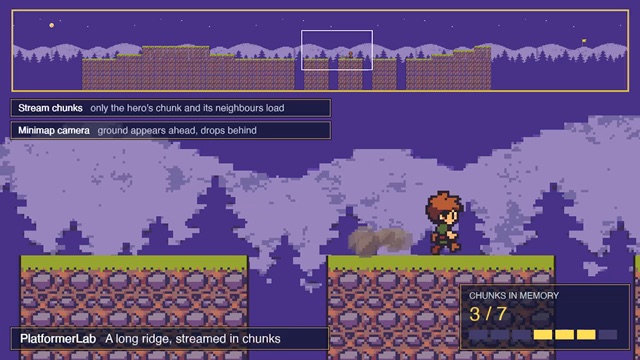 Stream chunks only the hero's chunk and its neighbours load
Minimap camera ground appears ahead, drops behind
CHUNKS IN MEMORY
3 / 7
PlatformerLab A long ridge, streamed in chunks